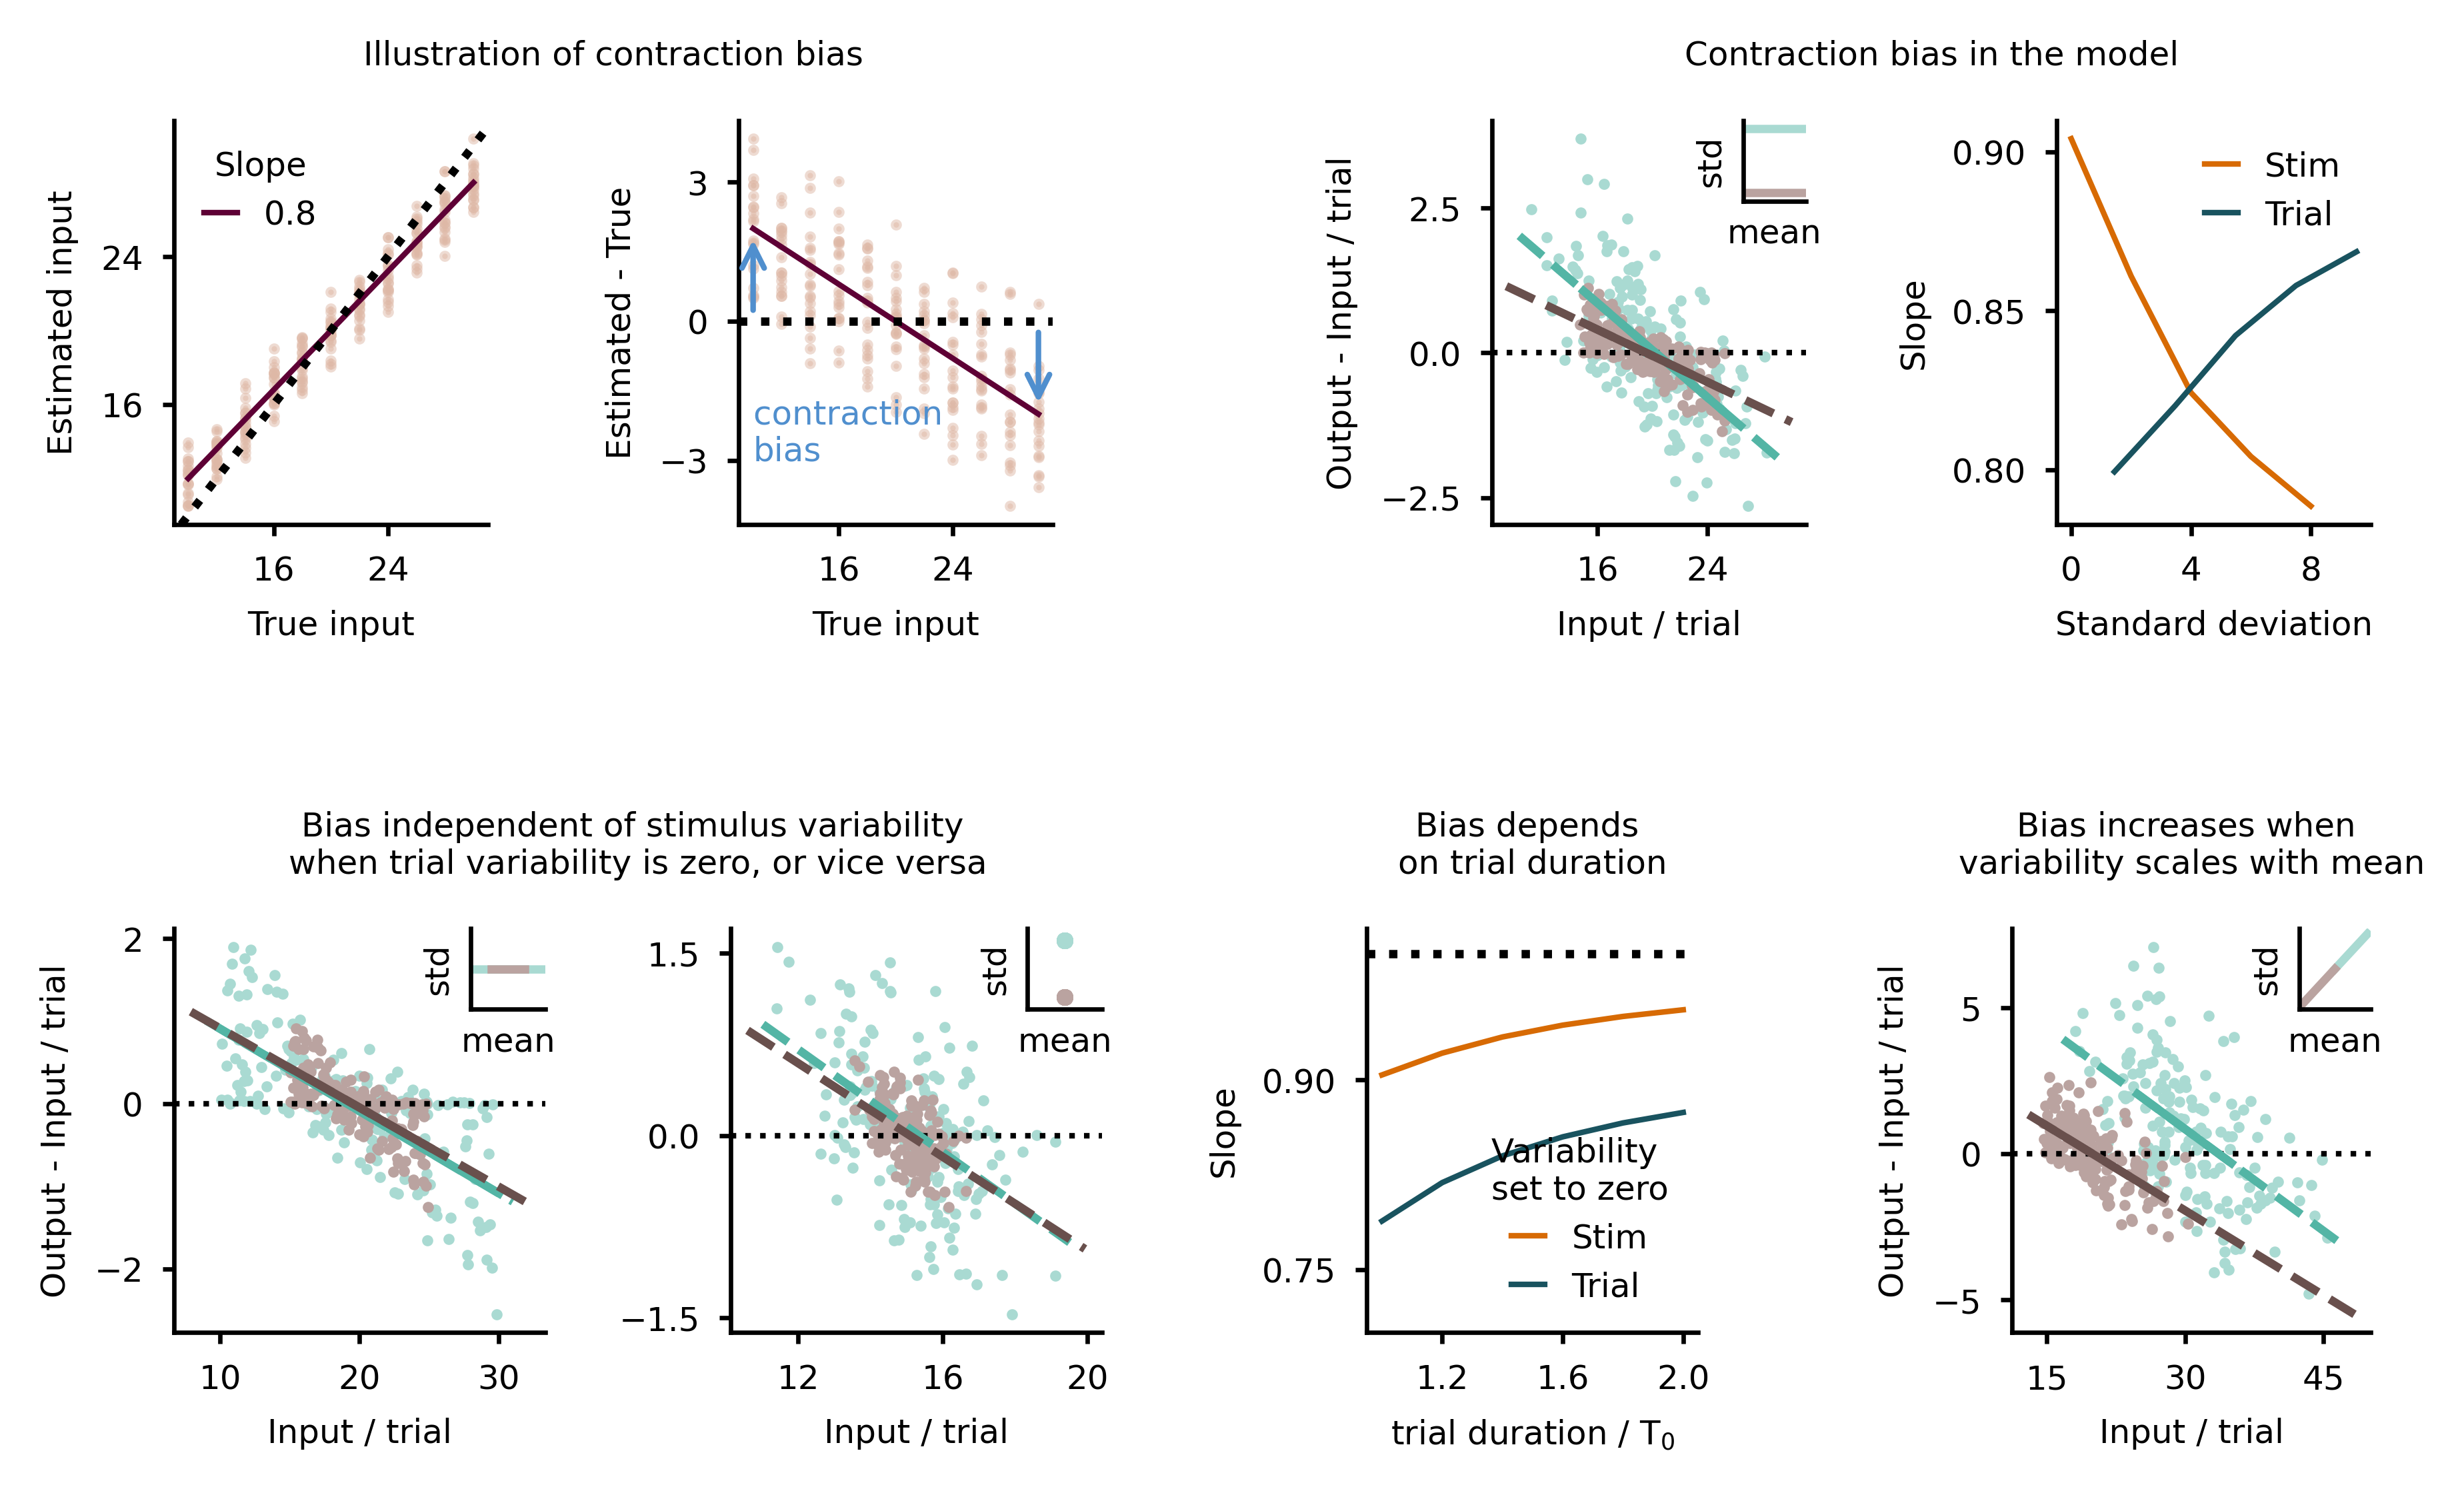 Illustration of contraction bias
Contraction bias in the model
Estimated input
24
16
Slope
0.8
16 24
True input
Estimated - True
3
0
−3
contraction
bias
16 24
True input
Output - Input / trial
2.5
0.0
−2.5
std
mean
16 24
Input / trial
Slope
0.90
0.85
0.80
Stim
Trial
0 4 8
Standard deviation
Bias independent of stimulus variability
when trial variability is zero, or vice versa
Bias depends
on trial duration
Bias increases when
variability scales with mean
Output - Input / trial
2
0
−2
std
mean
10 20 30
Input / trial
1.5
0.0
−1.5
std
mean
12 16 20
Input / trial
Slope
0.90
0.75
Variability
set to zero
Stim
Trial
1.2 1.6 2.0
trial duration / T₀
Output - Input / trial
5
0
−5
std
mean
15 30 45
Input / trial